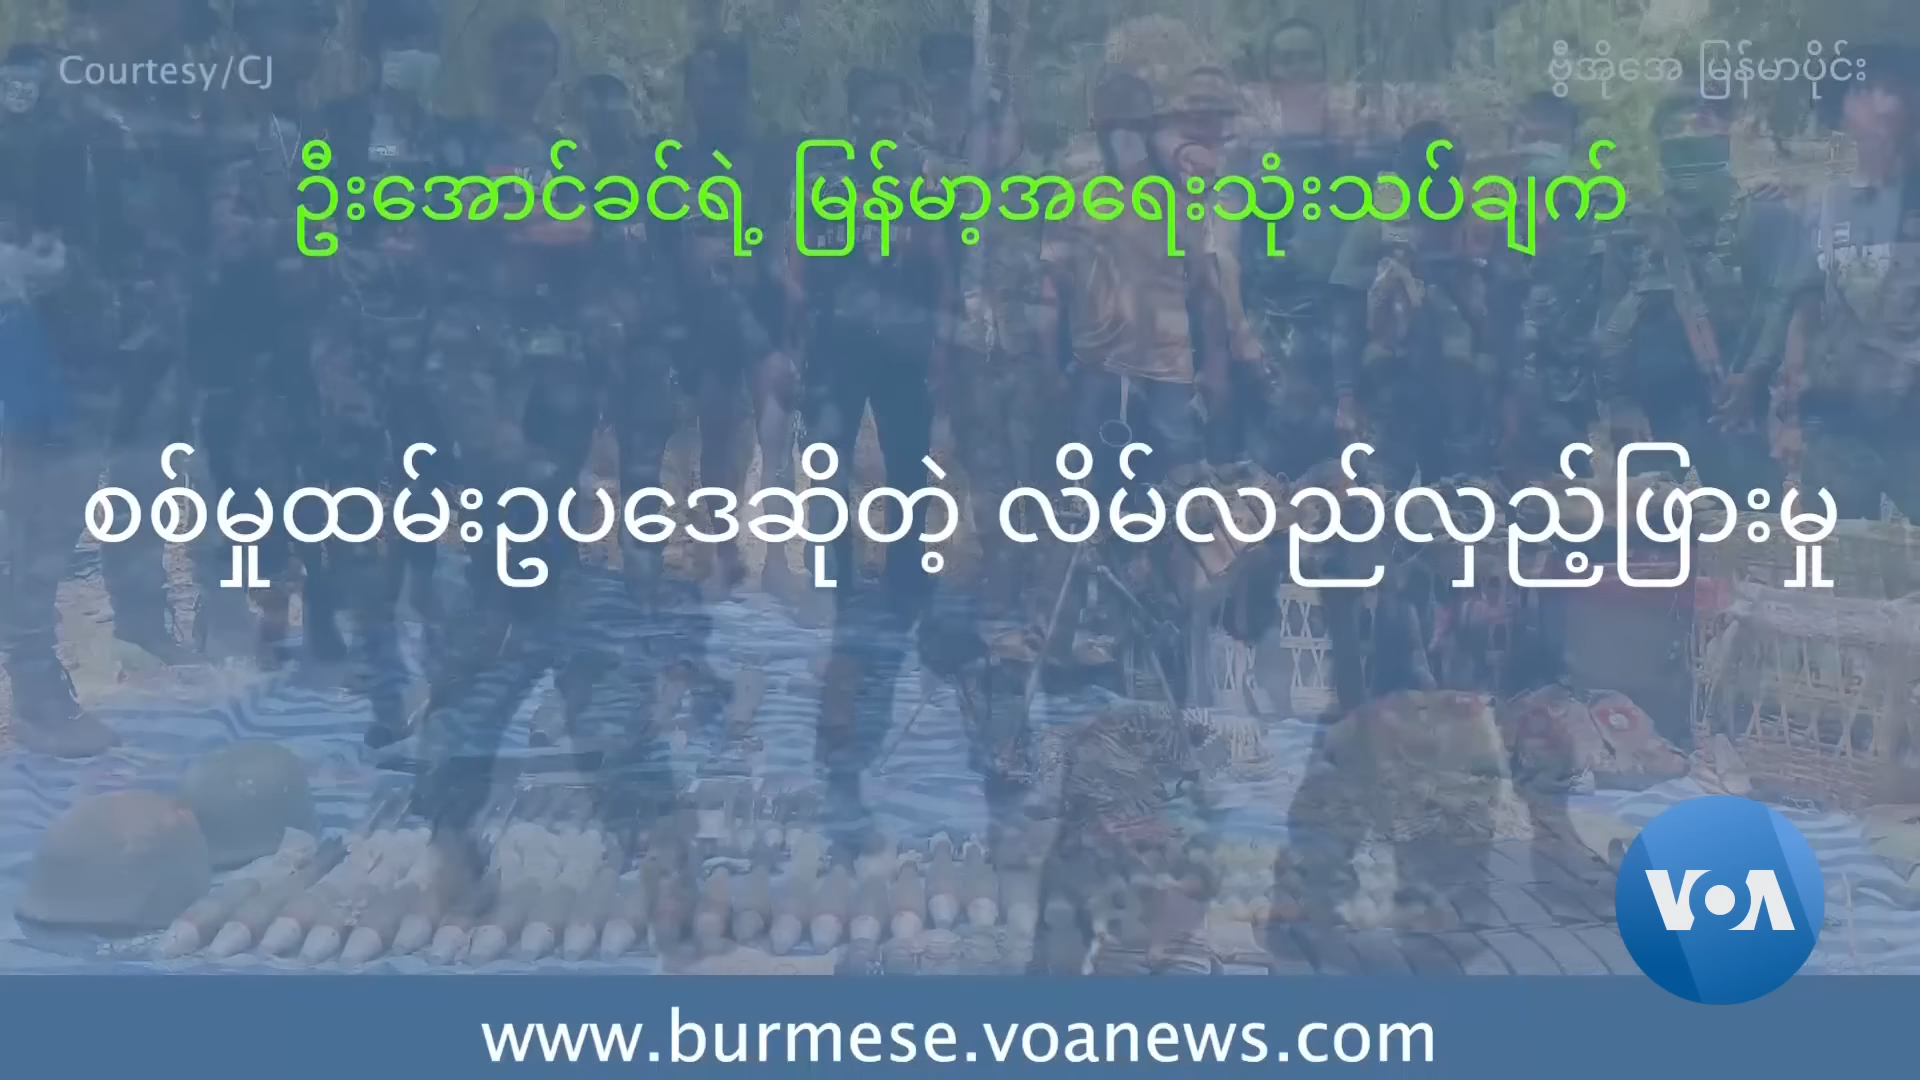 Courtesy/CJ
ဗွီအိုအေ မြန်မာပိုင်း
ဦးအောင်ခင်ရဲ့ မြန်မာ့အရေးသုံးသပ်ချက်
စစ်မှုထမ်းဥပဒေဆိုတဲ့ လိမ်လည်လှည့်ဖြားမှု
VOA
www.burmese.voanews.com